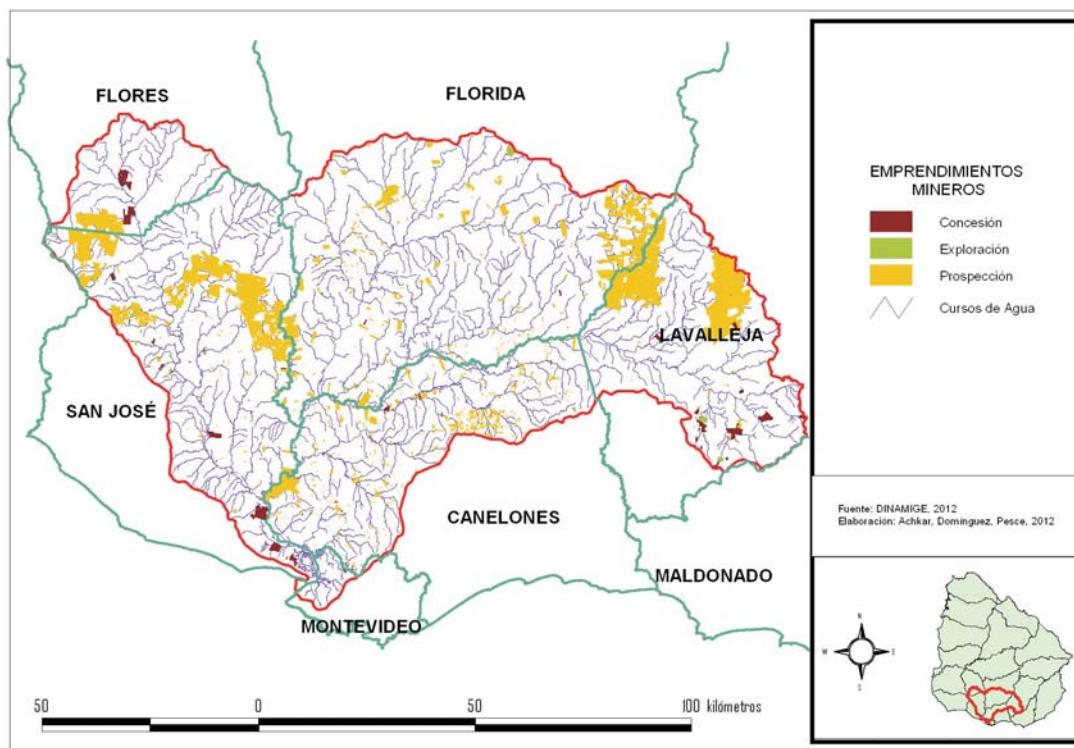 FLORES
FLORIDA
LAVALLEJA
SAN JOSÉ
CANELONES
MALDONADO
MONTEVIDEO
50 0 50 100 kilómetros
EMPRENDIMIENTOS
MINEROS
Concesión
Exploración
Prospección
Cursos de Agua
Fuente: DINAMIGE, 2012
Elaboración: Achkar, Domínguez, Pesce, 2012
N
W E
S